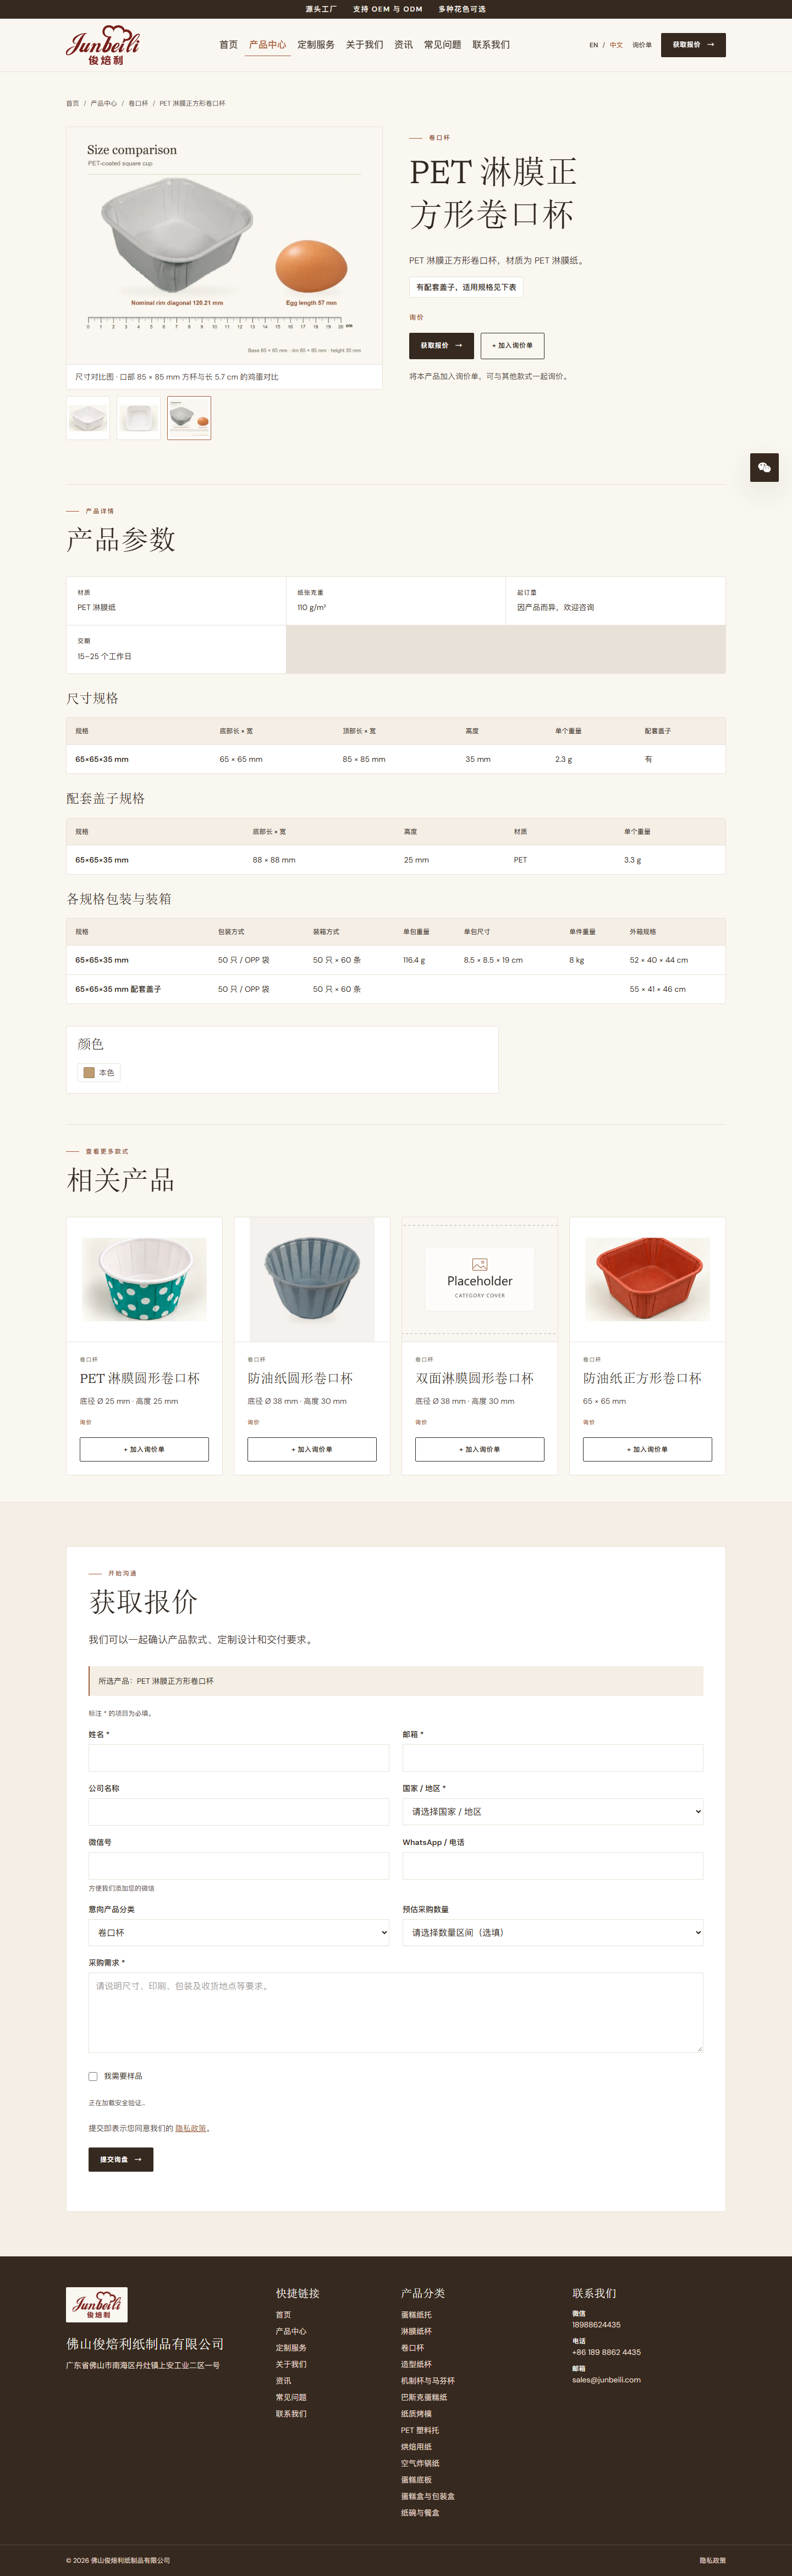 源头工厂 支持 OEM 与 ODM 多种花色可选
Junbeili
俊焙利
首页 产品中心 定制服务 关于我们 资讯 常见问题 联系我们
EN / 中文 询价单 获取报价 →
首页 / 产品中心 / 卷口杯 / PET 淋膜正方形卷口杯
Size comparison
PET-coated square cup
Nominal rim diagonal 120.21 mm
Egg length 57 mm
0 1 2 3 4 5 6 7 8 9 10 11 12 13 14 15 16 17 18 19 20 cm
Base 65 × 65 mm · rim 85 × 85 mm · height 30 mm
尺寸对比图 · 口部 85 × 85 mm 方杯与长 5.7 cm 的鸡蛋对比
卷口杯
PET 淋膜正
方形卷口杯
PET 淋膜正方形卷口杯，材质为 PET 淋膜纸。
有配套盖子，适用规格见下表
询价
获取报价 →
+ 加入询价单
将本产品加入询价单，可与其他款式一起询价。
产品详情
产品参数
材质
PET 淋膜纸
纸张克重
110 g/m²
起订量
因产品而异，欢迎咨询
交期
15–25 个工作日
尺寸规格
规格 底部长 × 宽 顶部长 × 宽 高度 单个重量 配套盖子
65×65×35 mm 65 × 65 mm 85 × 85 mm 35 mm 2.3 g 有
配套盖子规格
规格 底部长 × 宽 高度 材质 单个重量
65×65×35 mm 88 × 88 mm 25 mm PET 3.3 g
各规格包装与装箱
规格 包装方式 装箱方式 单包重量 单包尺寸 单件重量 外箱规格
65×65×35 mm 50 只 / OPP 袋 50 只 × 60 条 116.4 g 8.5 × 8.5 × 19 cm 8 kg 52 × 40 × 44 cm
65×65×35 mm 配套盖子 50 只 / OPP 袋 50 只 × 60 条 55 × 41 × 46 cm
颜色
本色
查看更多款式
相关产品
卷口杯
PET 淋膜圆形卷口杯
底径 Ø 25 mm · 高度 25 mm
询价
+ 加入询价单
卷口杯
防油纸圆形卷口杯
底径 Ø 38 mm · 高度 30 mm
询价
+ 加入询价单
Placeholder
CATEGORY COVER
卷口杯
双面淋膜圆形卷口杯
底径 Ø 38 mm · 高度 30 mm
询价
+ 加入询价单
卷口杯
防油纸正方形卷口杯
65 × 65 mm
询价
+ 加入询价单
开始沟通
获取报价
我们可以一起确认产品款式、定制设计和交付要求。
所选产品：PET 淋膜正方形卷口杯
标注 * 的项目为必填。
姓名 *
邮箱 *
公司名称
国家 / 地区 *
请选择国家 / 地区
微信号
WhatsApp / 电话
方便我们添加您的微信
意向产品分类
卷口杯
预估采购数量
请选择数量区间（选填）
采购需求 *
请说明尺寸、印刷、包装及收货地点等要求。
我需要样品
正在加载安全验证…
提交即表示您同意我们的 隐私政策。
提交询盘 →
Junbeili
俊焙利
佛山俊焙利纸制品有限公司
广东省佛山市南海区丹灶镇上安工业二区一号
快捷链接
首页
产品中心
定制服务
关于我们
资讯
常见问题
联系我们
产品分类
蛋糕纸托
淋膜纸杯
卷口杯
造型纸杯
机制杯与马芬杯
巴斯克蛋糕纸
纸质烤模
PET 塑料托
烘焙用纸
空气炸锅纸
蛋糕底板
蛋糕盒与包装盒
纸碗与餐盒
联系我们
微信
18988624435
电话
+86 189 8862 4435
邮箱
sales@junbeili.com
© 2026 佛山俊焙利纸制品有限公司
隐私政策